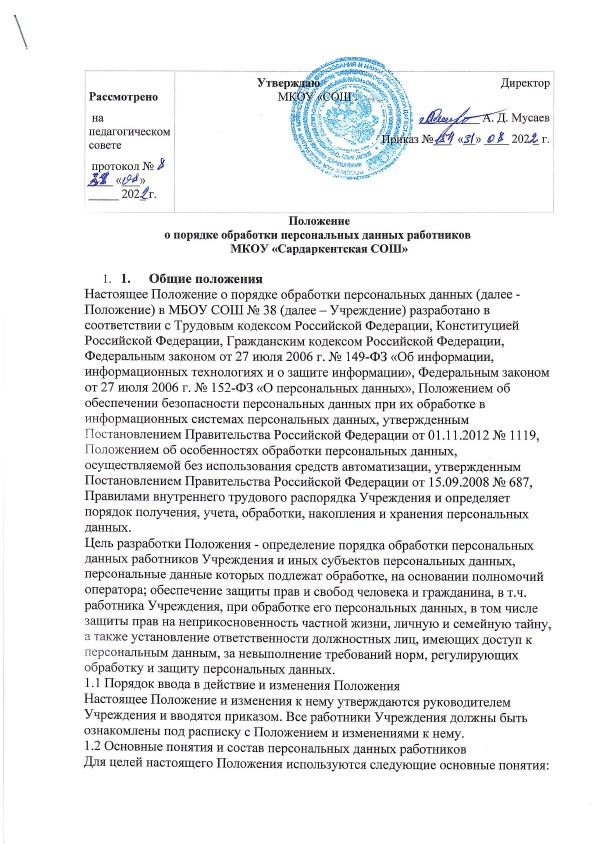 Рассмотрено
на
педагогическом
совете
протокол № 8
«__»
______ 2022 г.
Утверждаю Директор
МКОУ «СОШ»
А. Д. Мусаев
Приказ № 154 «31» 08 2022 г.
Положение
о порядке обработки персональных данных работников
МКОУ «Сардаркентская СОШ»
1. 1. Общие положения
Настоящее Положение о порядке обработки персональных данных (далее -
Положение) в МБОУ СОШ № 38 (далее – Учреждение) разработано в
соответствии с Трудовым кодексом Российской Федерации, Конституцией
Российской Федерации, Гражданским кодексом Российской Федерации,
Федеральным законом от 27 июля 2006 г. № 149-ФЗ «Об информации,
информационных технологиях и о защите информации», Федеральным законом
от 27 июля 2006 г. № 152-ФЗ «О персональных данных», Положением об
обеспечении безопасности персональных данных при их обработке в
информационных системах персональных данных, утвержденным
Постановлением Правительства Российской Федерации от 01.11.2012 № 1119,
Положением об особенностях обработки персональных данных,
осуществляемой без использования средств автоматизации, утвержденным
Постановлением Правительства Российской Федерации от 15.09.2008 № 687,
Правилами внутреннего трудового распорядка Учреждения и определяет
порядок получения, учета, обработки, накопления и хранения персональных
данных.
Цель разработки Положения - определение порядка обработки персональных
данных работников Учреждения и иных субъектов персональных данных,
персональные данные которых подлежат обработке, на основании полномочий
оператора; обеспечение защиты прав и свобод человека и гражданина, в т.ч.
работника Учреждения, при обработке его персональных данных, в том числе
защиты прав на неприкосновенность частной жизни, личную и семейную тайну,
а также установление ответственности должностных лиц, имеющих доступ к
персональным данным, за невыполнение требований норм, регулирующих
обработку и защиту персональных данных.
1.1 Порядок ввода в действие и изменения Положения
Настоящее Положение и изменения к нему утверждаются руководителем
Учреждения и вводятся приказом. Все работники Учреждения должны быть
ознакомлены под расписку с Положением и изменениями к нему.
1.2 Основные понятия и состав персональных данных работников
Для целей настоящего Положения используются следующие основные понятия: